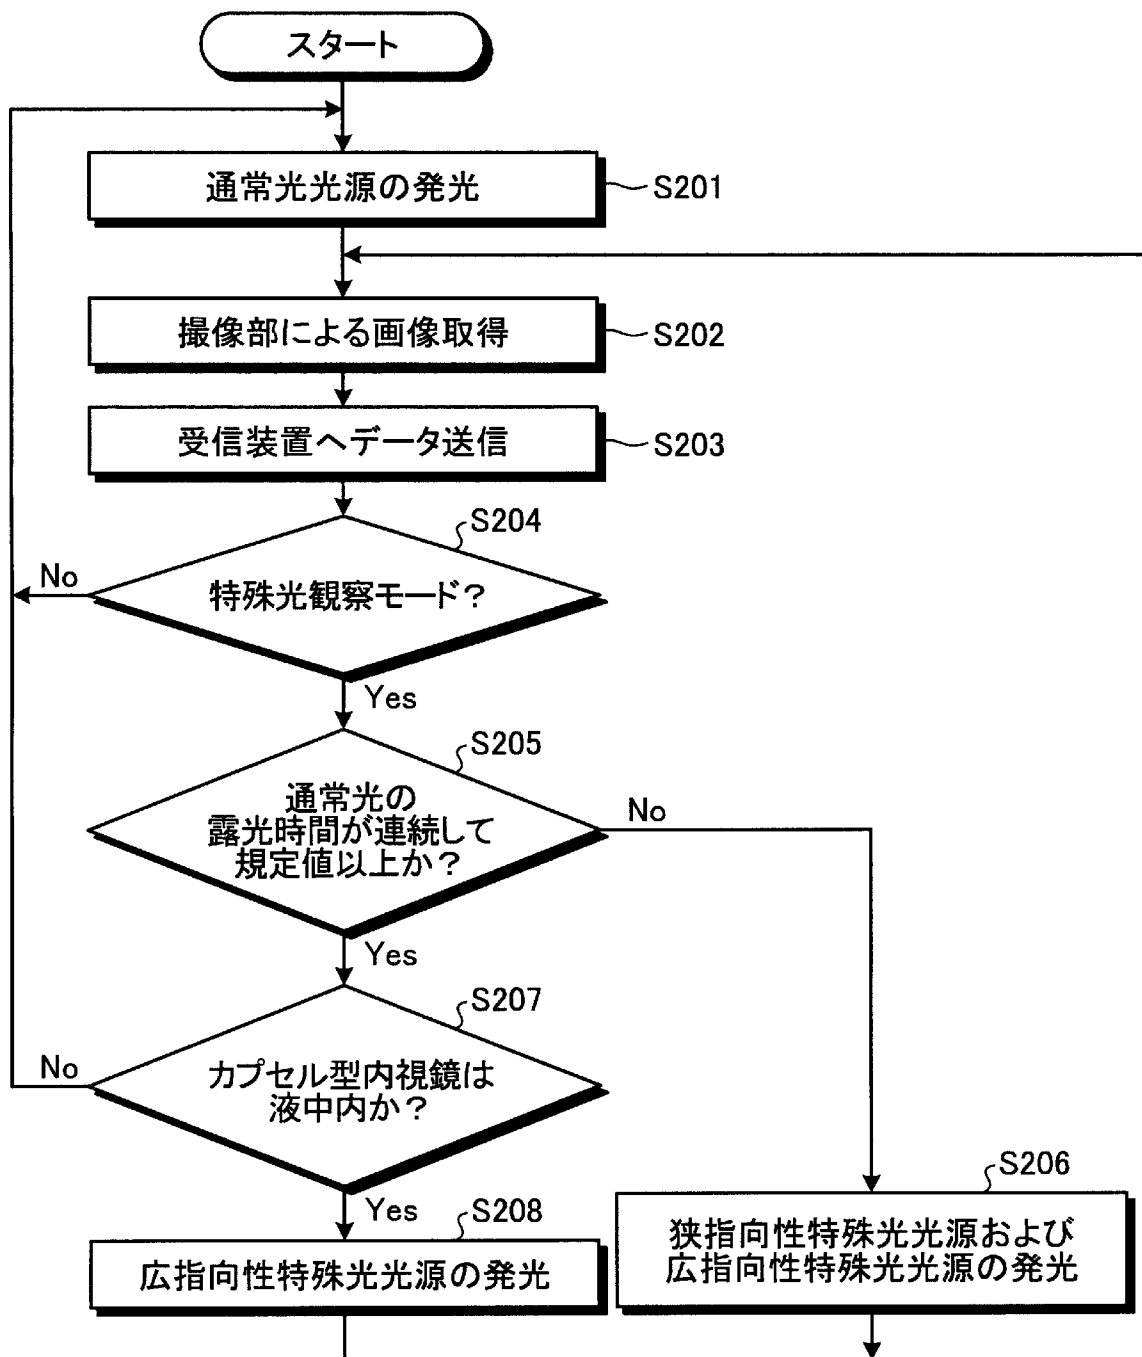 スタート
通常光光源の発光
S201
撮像部による画像取得
S202
受信装置へデータ送信
S203
S204
No
特殊光観察モード？
Yes
S205
通常光の
露光時間が連続して
規定値以上か？
No
Yes
S207
No
カプセル型内視鏡は
液中内か？
Yes
S208
広指向性特殊光光源の発光
S206
狭指向性特殊光光源および
広指向性特殊光光源の発光